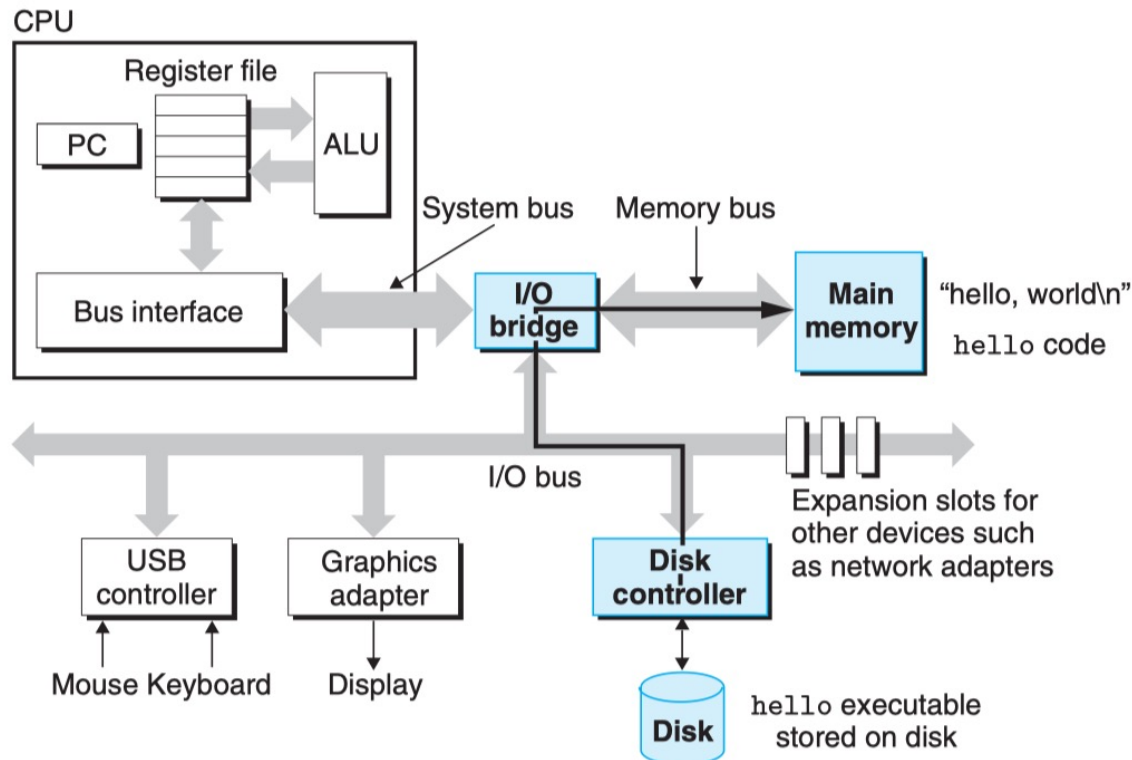 CPU
Register file
PC
ALU
System bus
Memory bus
Bus interface
I/O
bridge
Main
memory
“hello, world\n”
hello code
I/O bus
Expansion slots for
other devices such
as network adapters
USB
controller
Graphics
adapter
Disk
controller
Mouse Keyboard
Display
Disk
hello executable
stored on disk